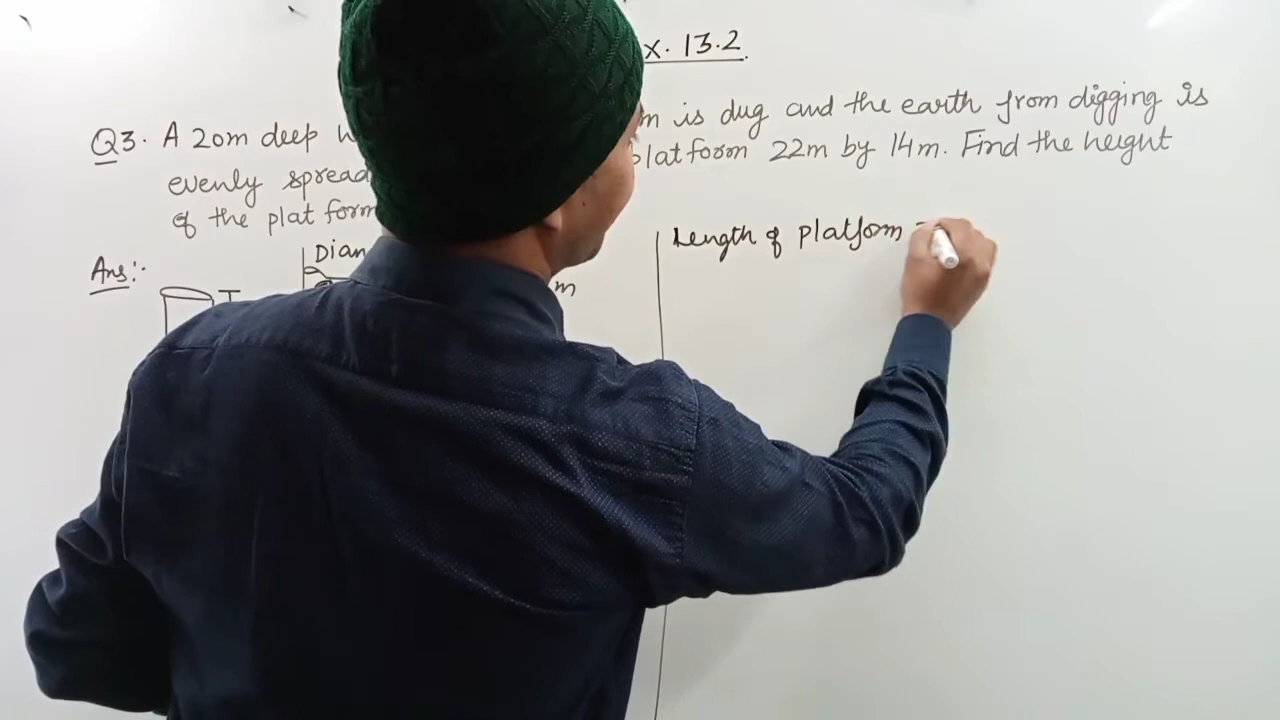 x. 13.2
Q3. A 20m deep is dug and the earth from digging is
evenly spread platform 22m by 14m. Find the height
of the plat form
Ans:-
Length of platform =
Diam
m